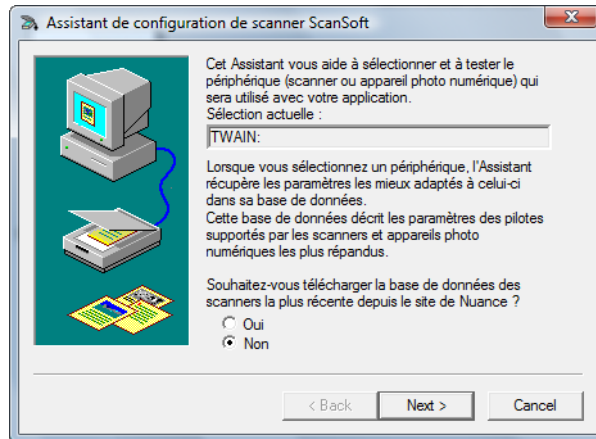 Assistant de configuration de scanner ScanSoft
Cet Assistant vous aide à sélectionner et à tester le
périphérique (scanner ou appareil photo numérique) qui
sera utilisé avec votre application.
Sélection actuelle :
TWAIN:
Lorsque vous sélectionnez un périphérique, l'Assistant
récupère les paramètres les mieux adaptés à celui-ci
dans sa base de données.
Cette base de données décrit les paramètres des pilotes
supportés par les scanners et appareils photo
numériques les plus répandus.
Souhaitez-vous télécharger la base de données des
scanners la plus récente depuis le site de Nuance ?
Oui
Non
< Back Next > Cancel